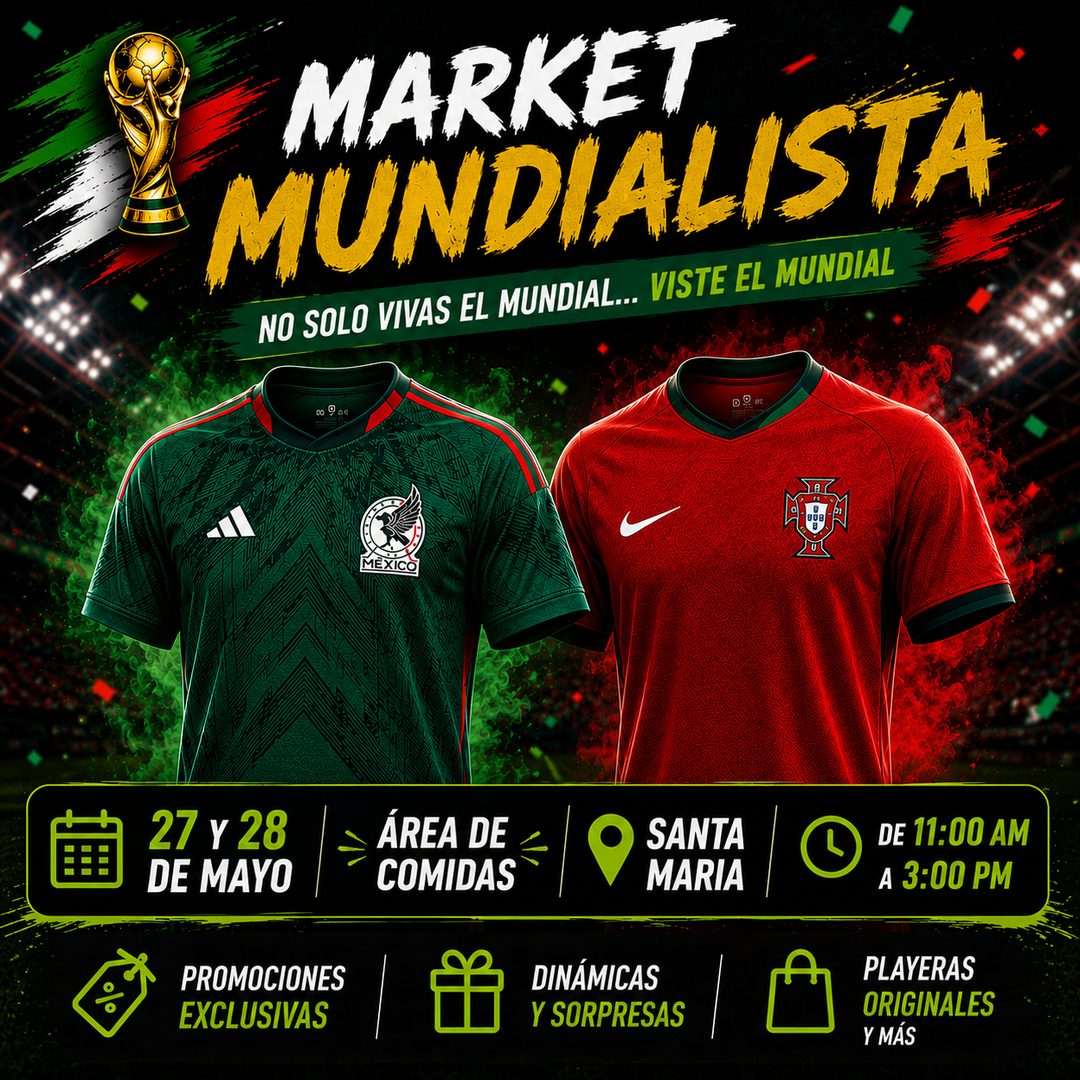 MARKET
MUNDIALISTA
NO SOLO VIVAS EL MUNDIAL... VISTE EL MUNDIAL
MEXICO
27 Y 28
DE MAYO
ÁREA DE
COMIDAS
SANTA
MARIA
DE 11:00 AM
A 3:00 PM
PROMOCIONES
EXCLUSIVAS
DINÁMICAS
Y SORPRESAS
PLAYERAS
ORIGINALES
Y MÁS